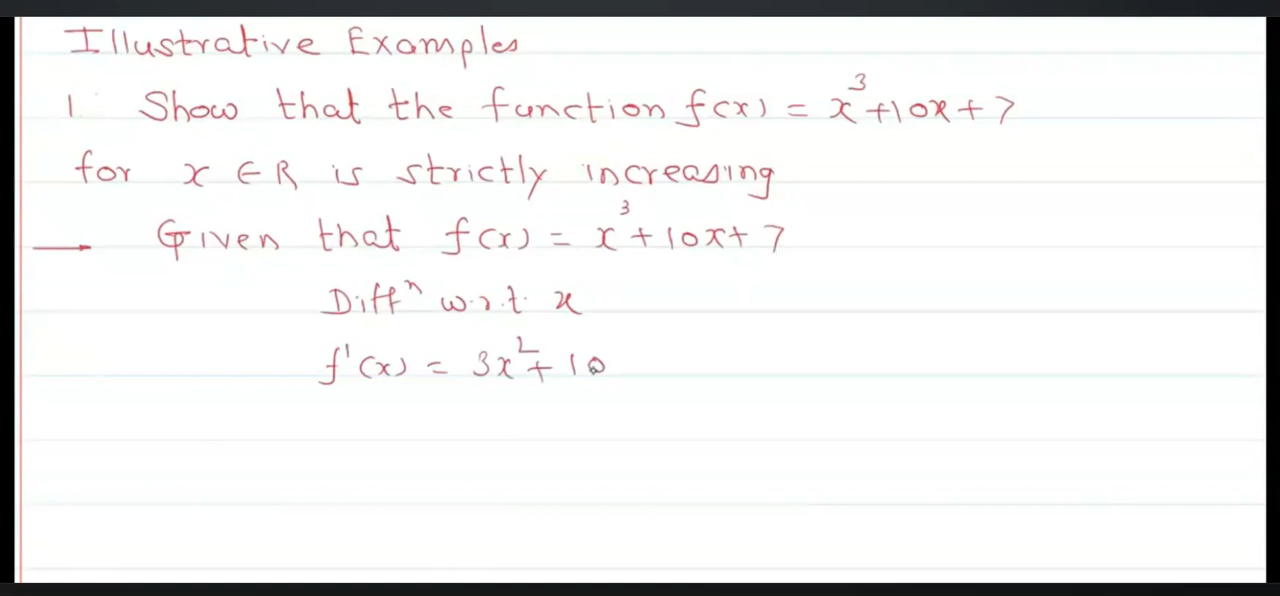 Illustrative Examples
1. Show that the function f(x) = x³+10x+7
for x ∈ R is strictly increasing
→ Given that f(x) = x³+10x+7
Diffⁿ w.r.t. x
f'(x) = 3x²+10